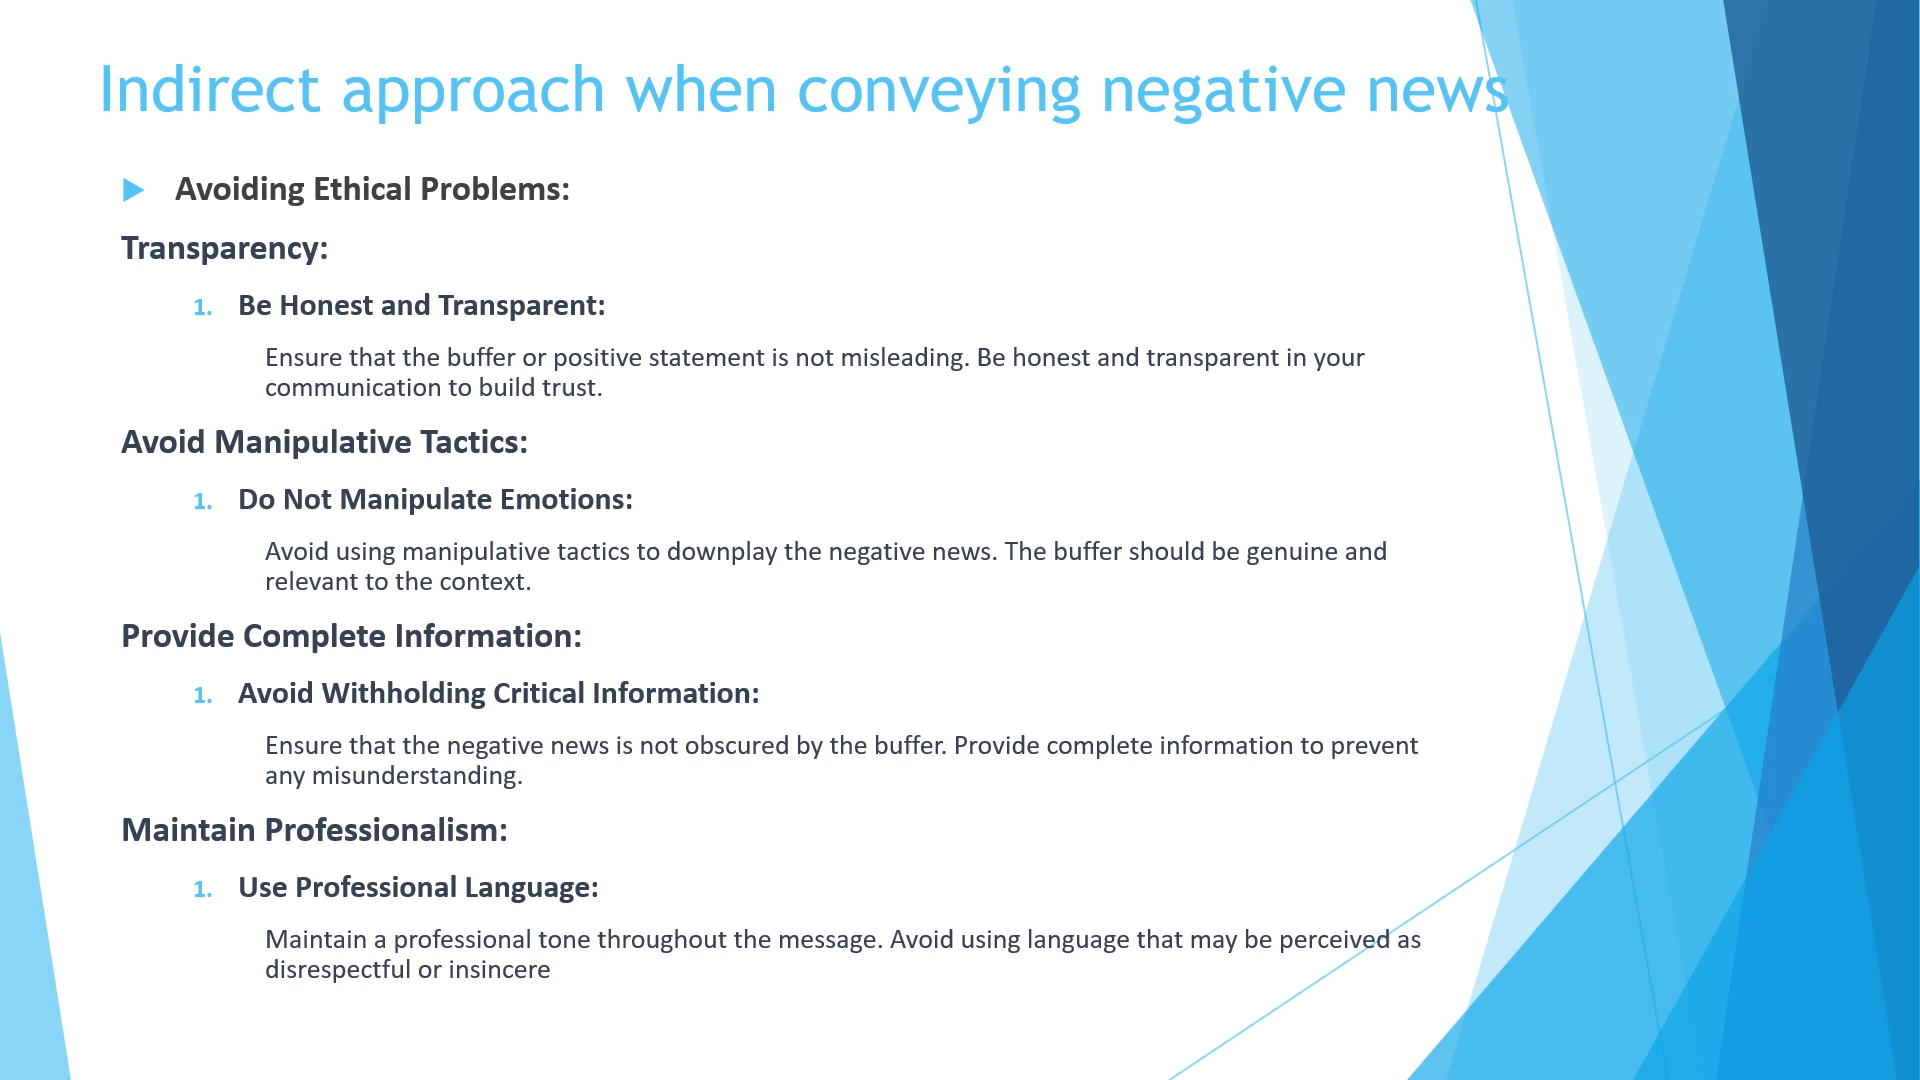 Indirect approach when conveying negative news
Avoiding Ethical Problems:
Transparency:
1. Be Honest and Transparent:
Ensure that the buffer or positive statement is not misleading. Be honest and transparent in your
communication to build trust.
Avoid Manipulative Tactics:
1. Do Not Manipulate Emotions:
Avoid using manipulative tactics to downplay the negative news. The buffer should be genuine and
relevant to the context.
Provide Complete Information:
1. Avoid Withholding Critical Information:
Ensure that the negative news is not obscured by the buffer. Provide complete information to prevent
any misunderstanding.
Maintain Professionalism:
1. Use Professional Language:
Maintain a professional tone throughout the message. Avoid using language that may be perceived as
disrespectful or insincere